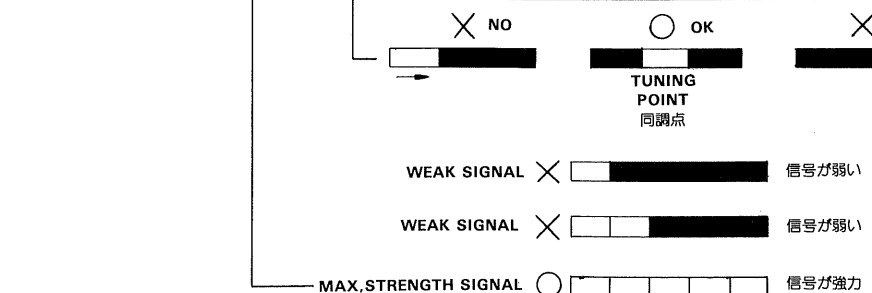 NO
OK
TUNING
POINT
同調点
WEAK SIGNAL 信号が弱い
WEAK SIGNAL 信号が弱い
MAX,STRENGTH SIGNAL 信号が強力